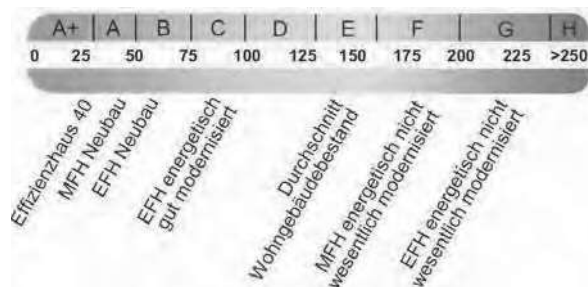 A+ A B C D E F G H
0 25 50 75 100 125 150 175 200 225 >250
Effizienzhaus 40
MFH Neubau
EFH Neubau
EFH energetisch
gut modernisiert
Durchschnitt
Wohngebäudebestand
MFH energetisch nicht
wesentlich modernisiert
EFH energetisch nicht
wesentlich modernisiert